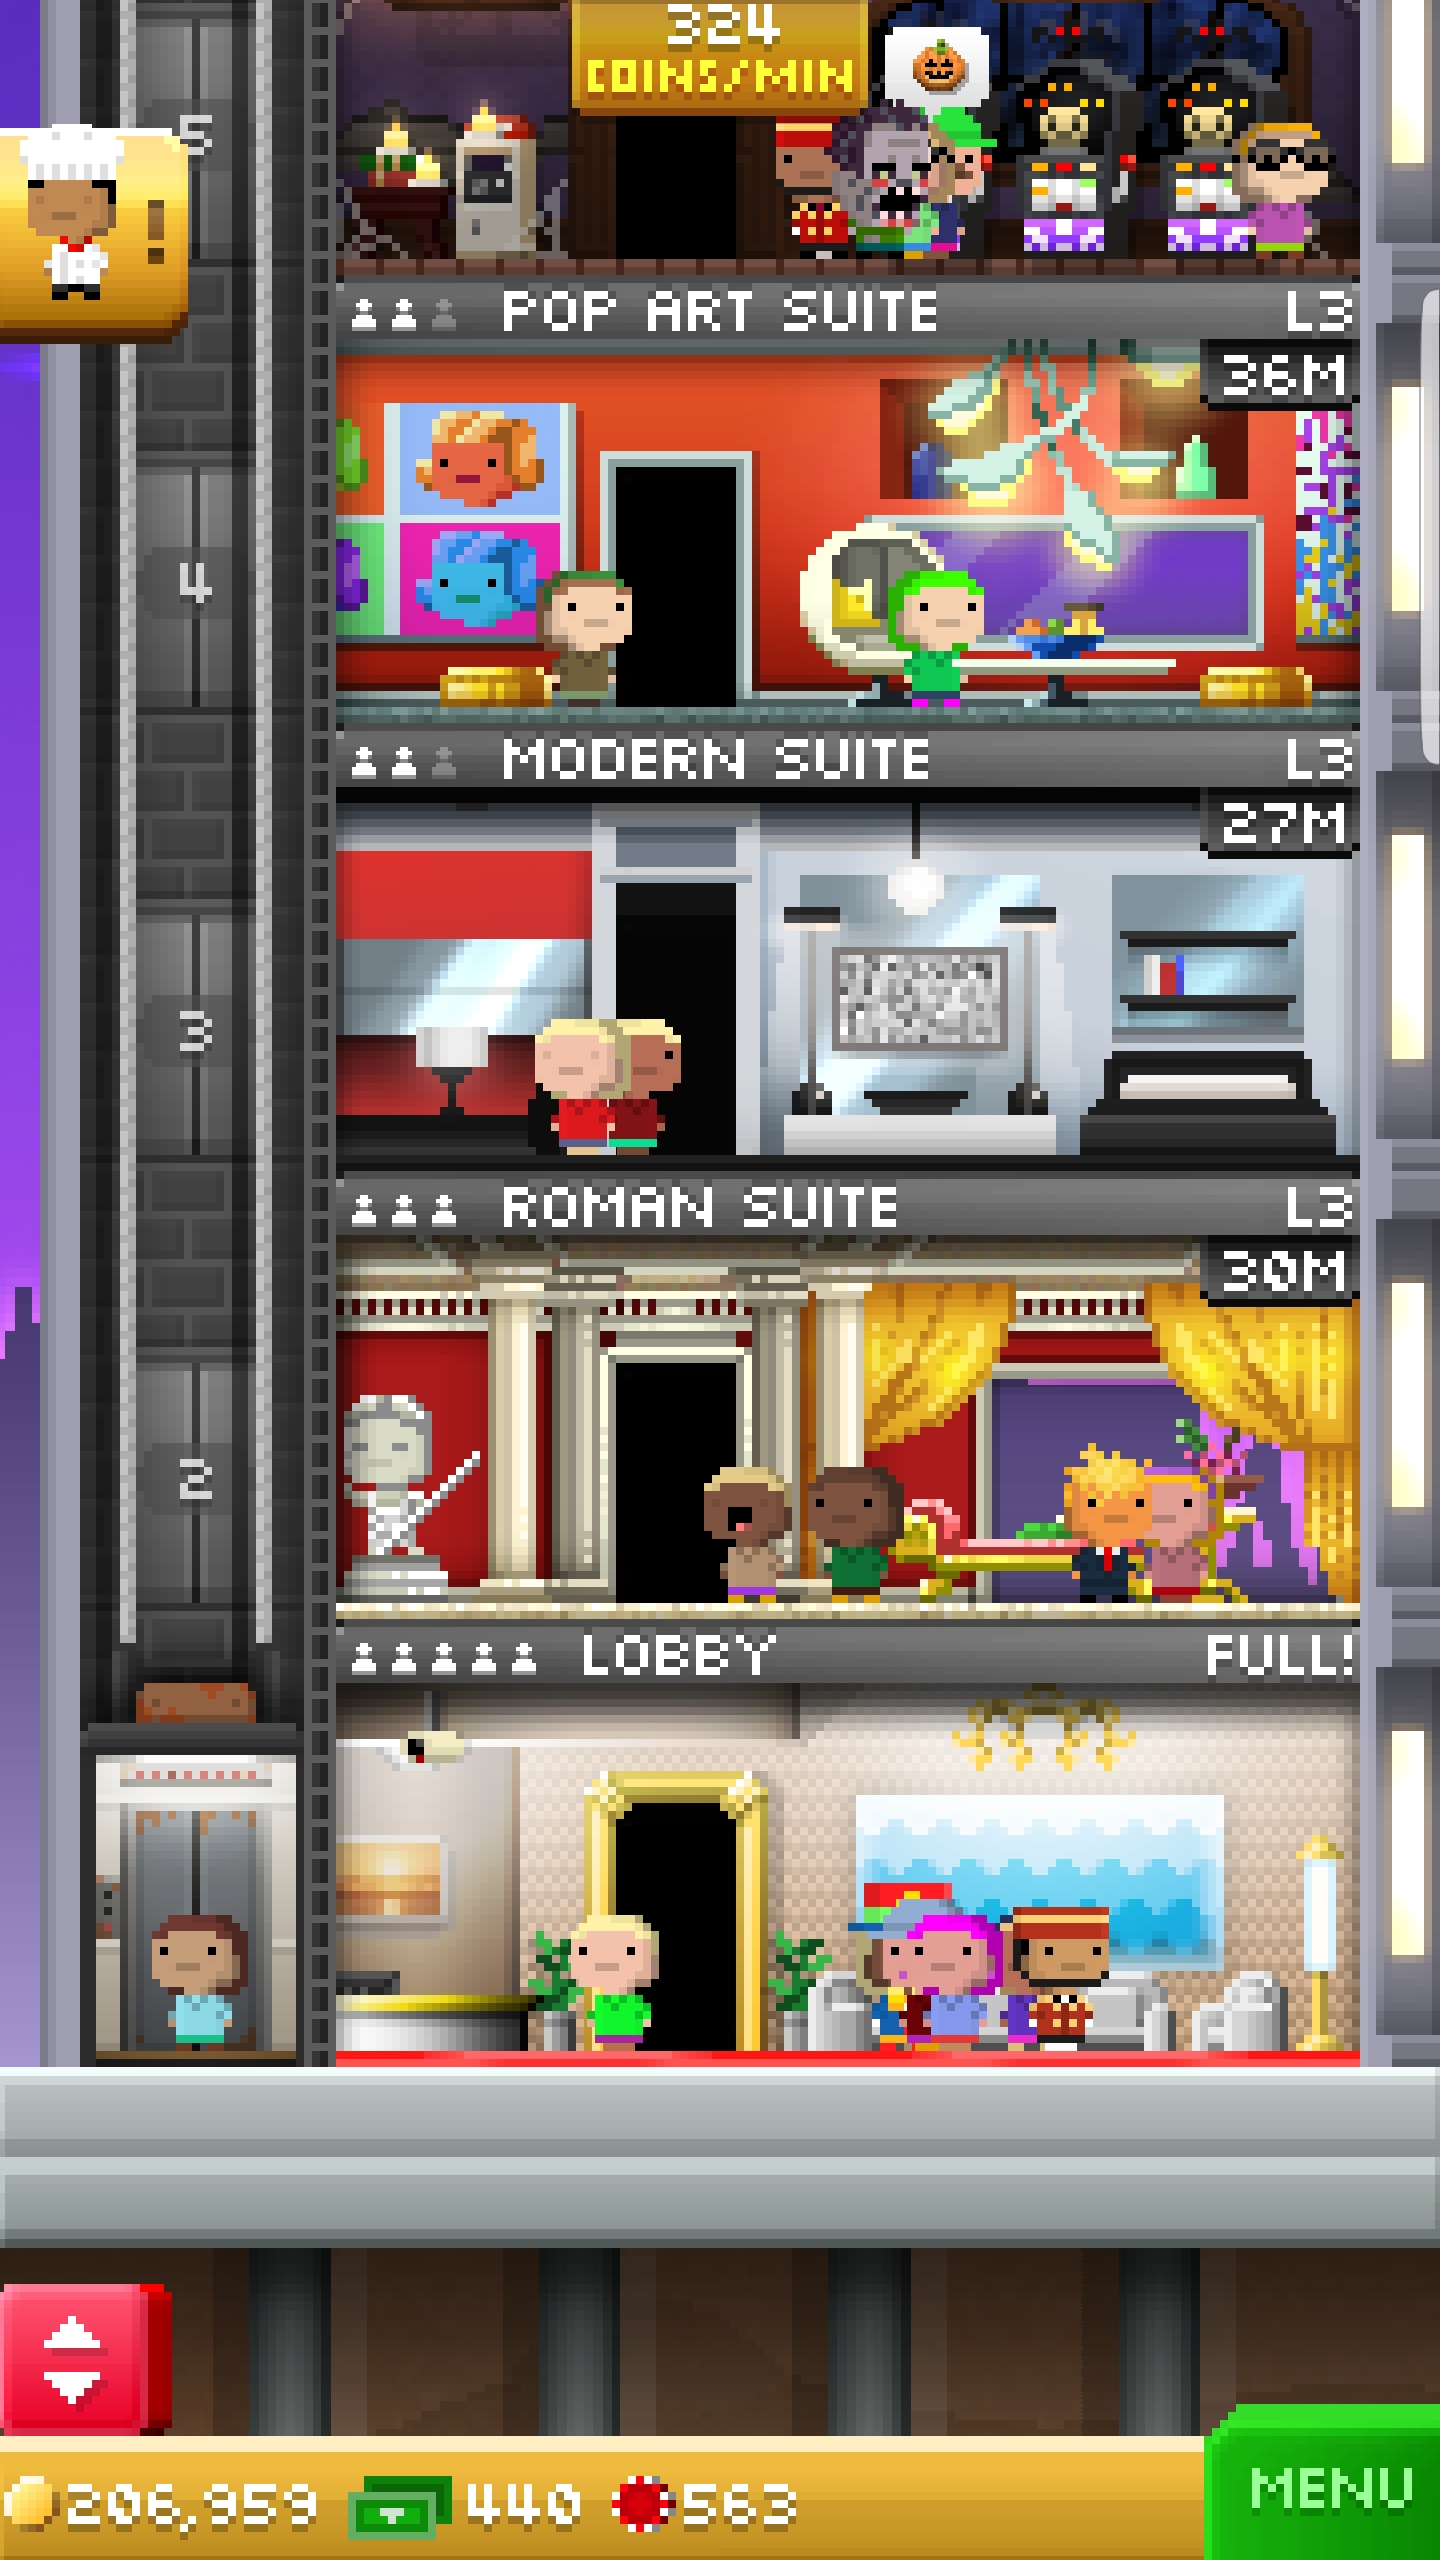 324
COINS/MIN
5
!
POP ART SUITE L3
36M
4
MODERN SUITE L3
27M
3
ROMAN SUITE L3
30M
2
LOBBY FULL!
206,959 440 563
MENU